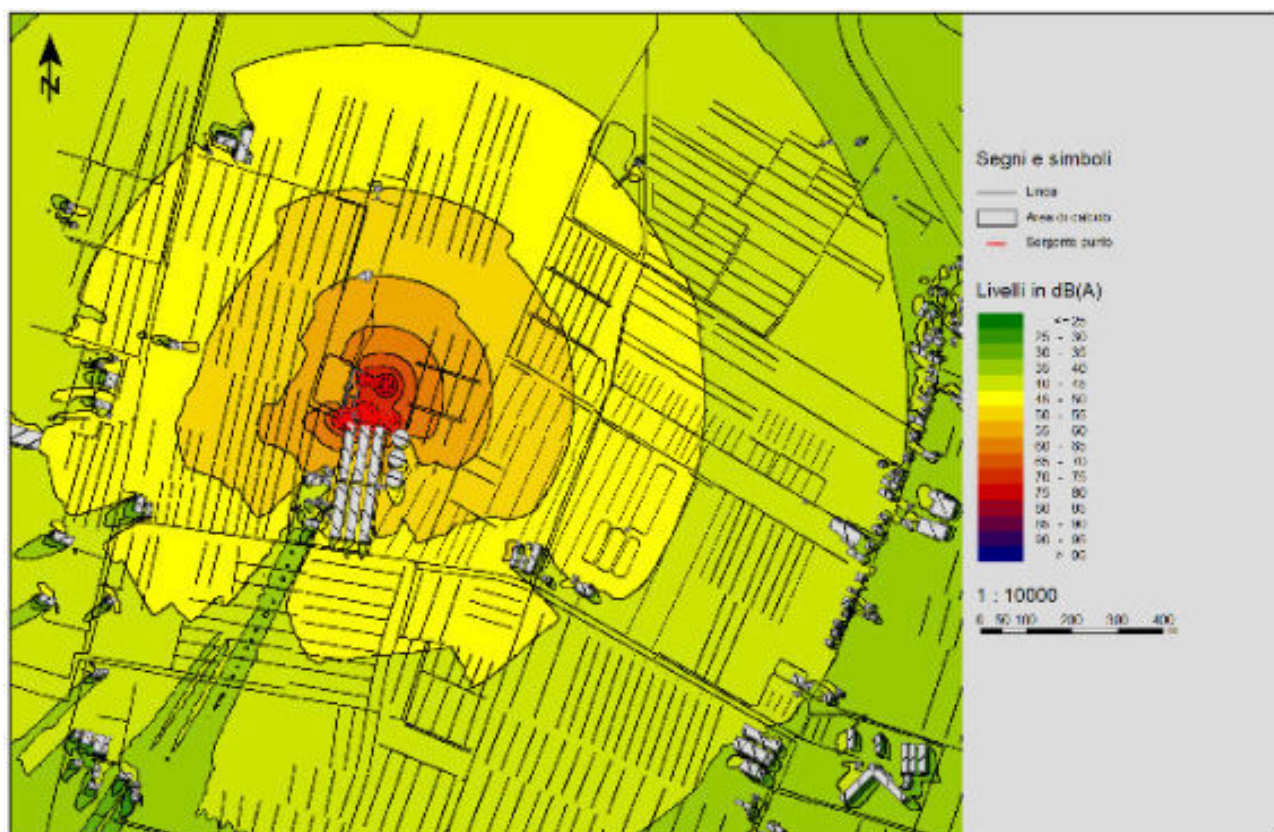 N
Segni e simboli
Linea
Area di calcolo
Sorgente punto
Livelli in dB(A)
<= 25
25 - 30
30 - 35
35 - 40
40 - 45
45 - 50
50 - 55
55 - 60
60 - 65
65 - 70
70 - 75
75 - 80
80 - 85
85 - 90
90 - 95
> 95
1 : 10000
0 50 100 200 300 400